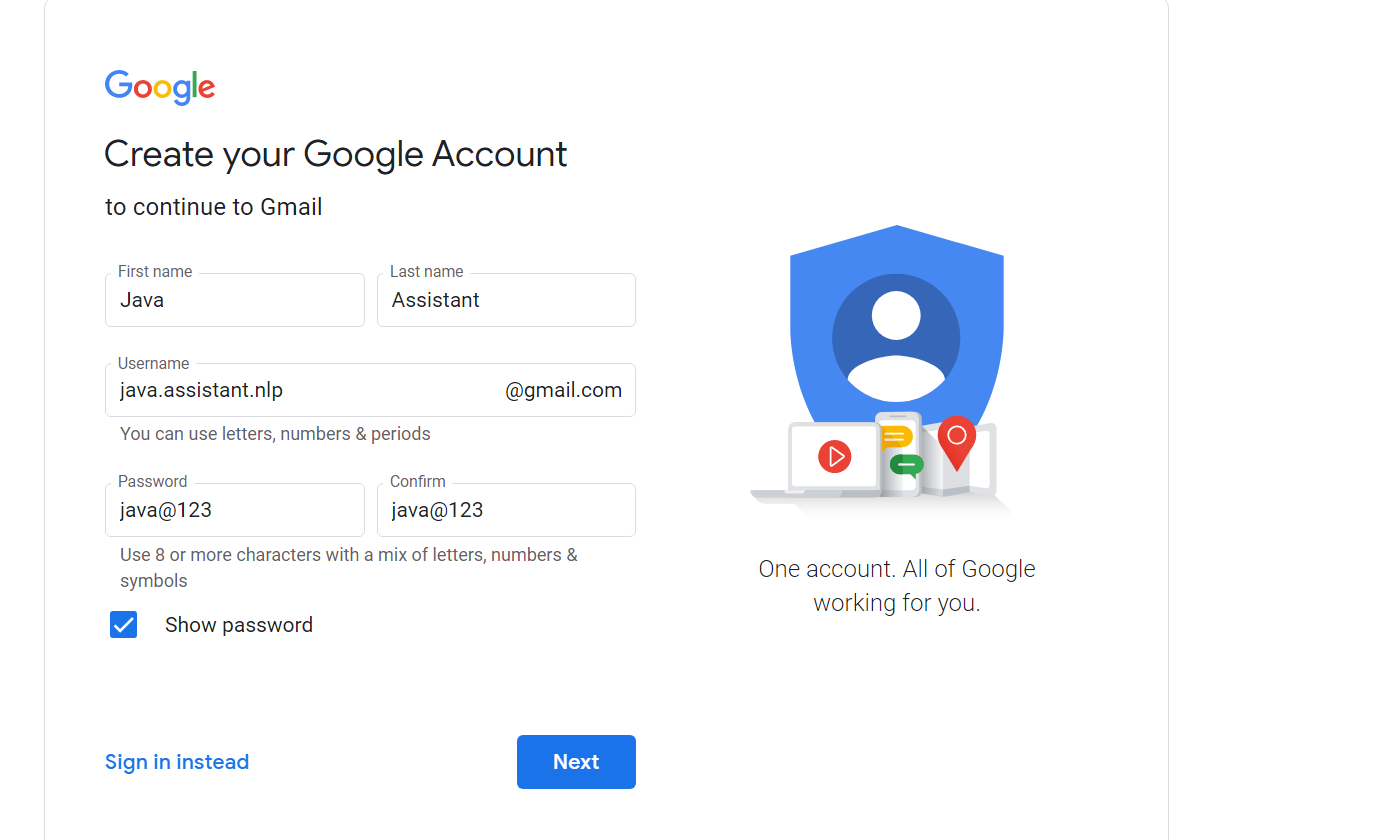 Google
Create your Google Account
to continue to Gmail
First name
Java
Last name
Assistant
Username
java.assistant.nlp
@gmail.com
You can use letters, numbers & periods
Password
java@123
Confirm
java@123
Use 8 or more characters with a mix of letters, numbers &
symbols
Show password
Sign in instead
Next
One account. All of Google
working for you.